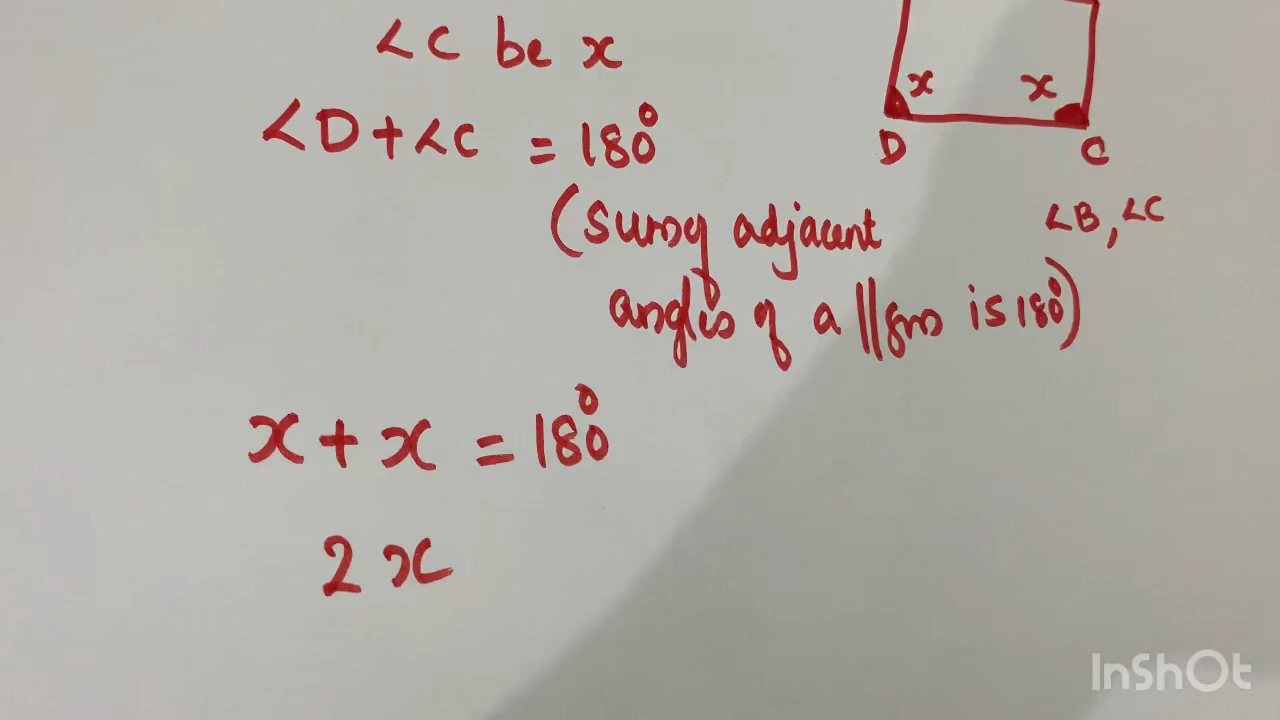 ∠C be x
∠D+∠C = 180°
(Sum of adjacent
angles of a ||gm is 180°)
x + x = 180°
2x
x x
D C
∠B, ∠C
InShOt